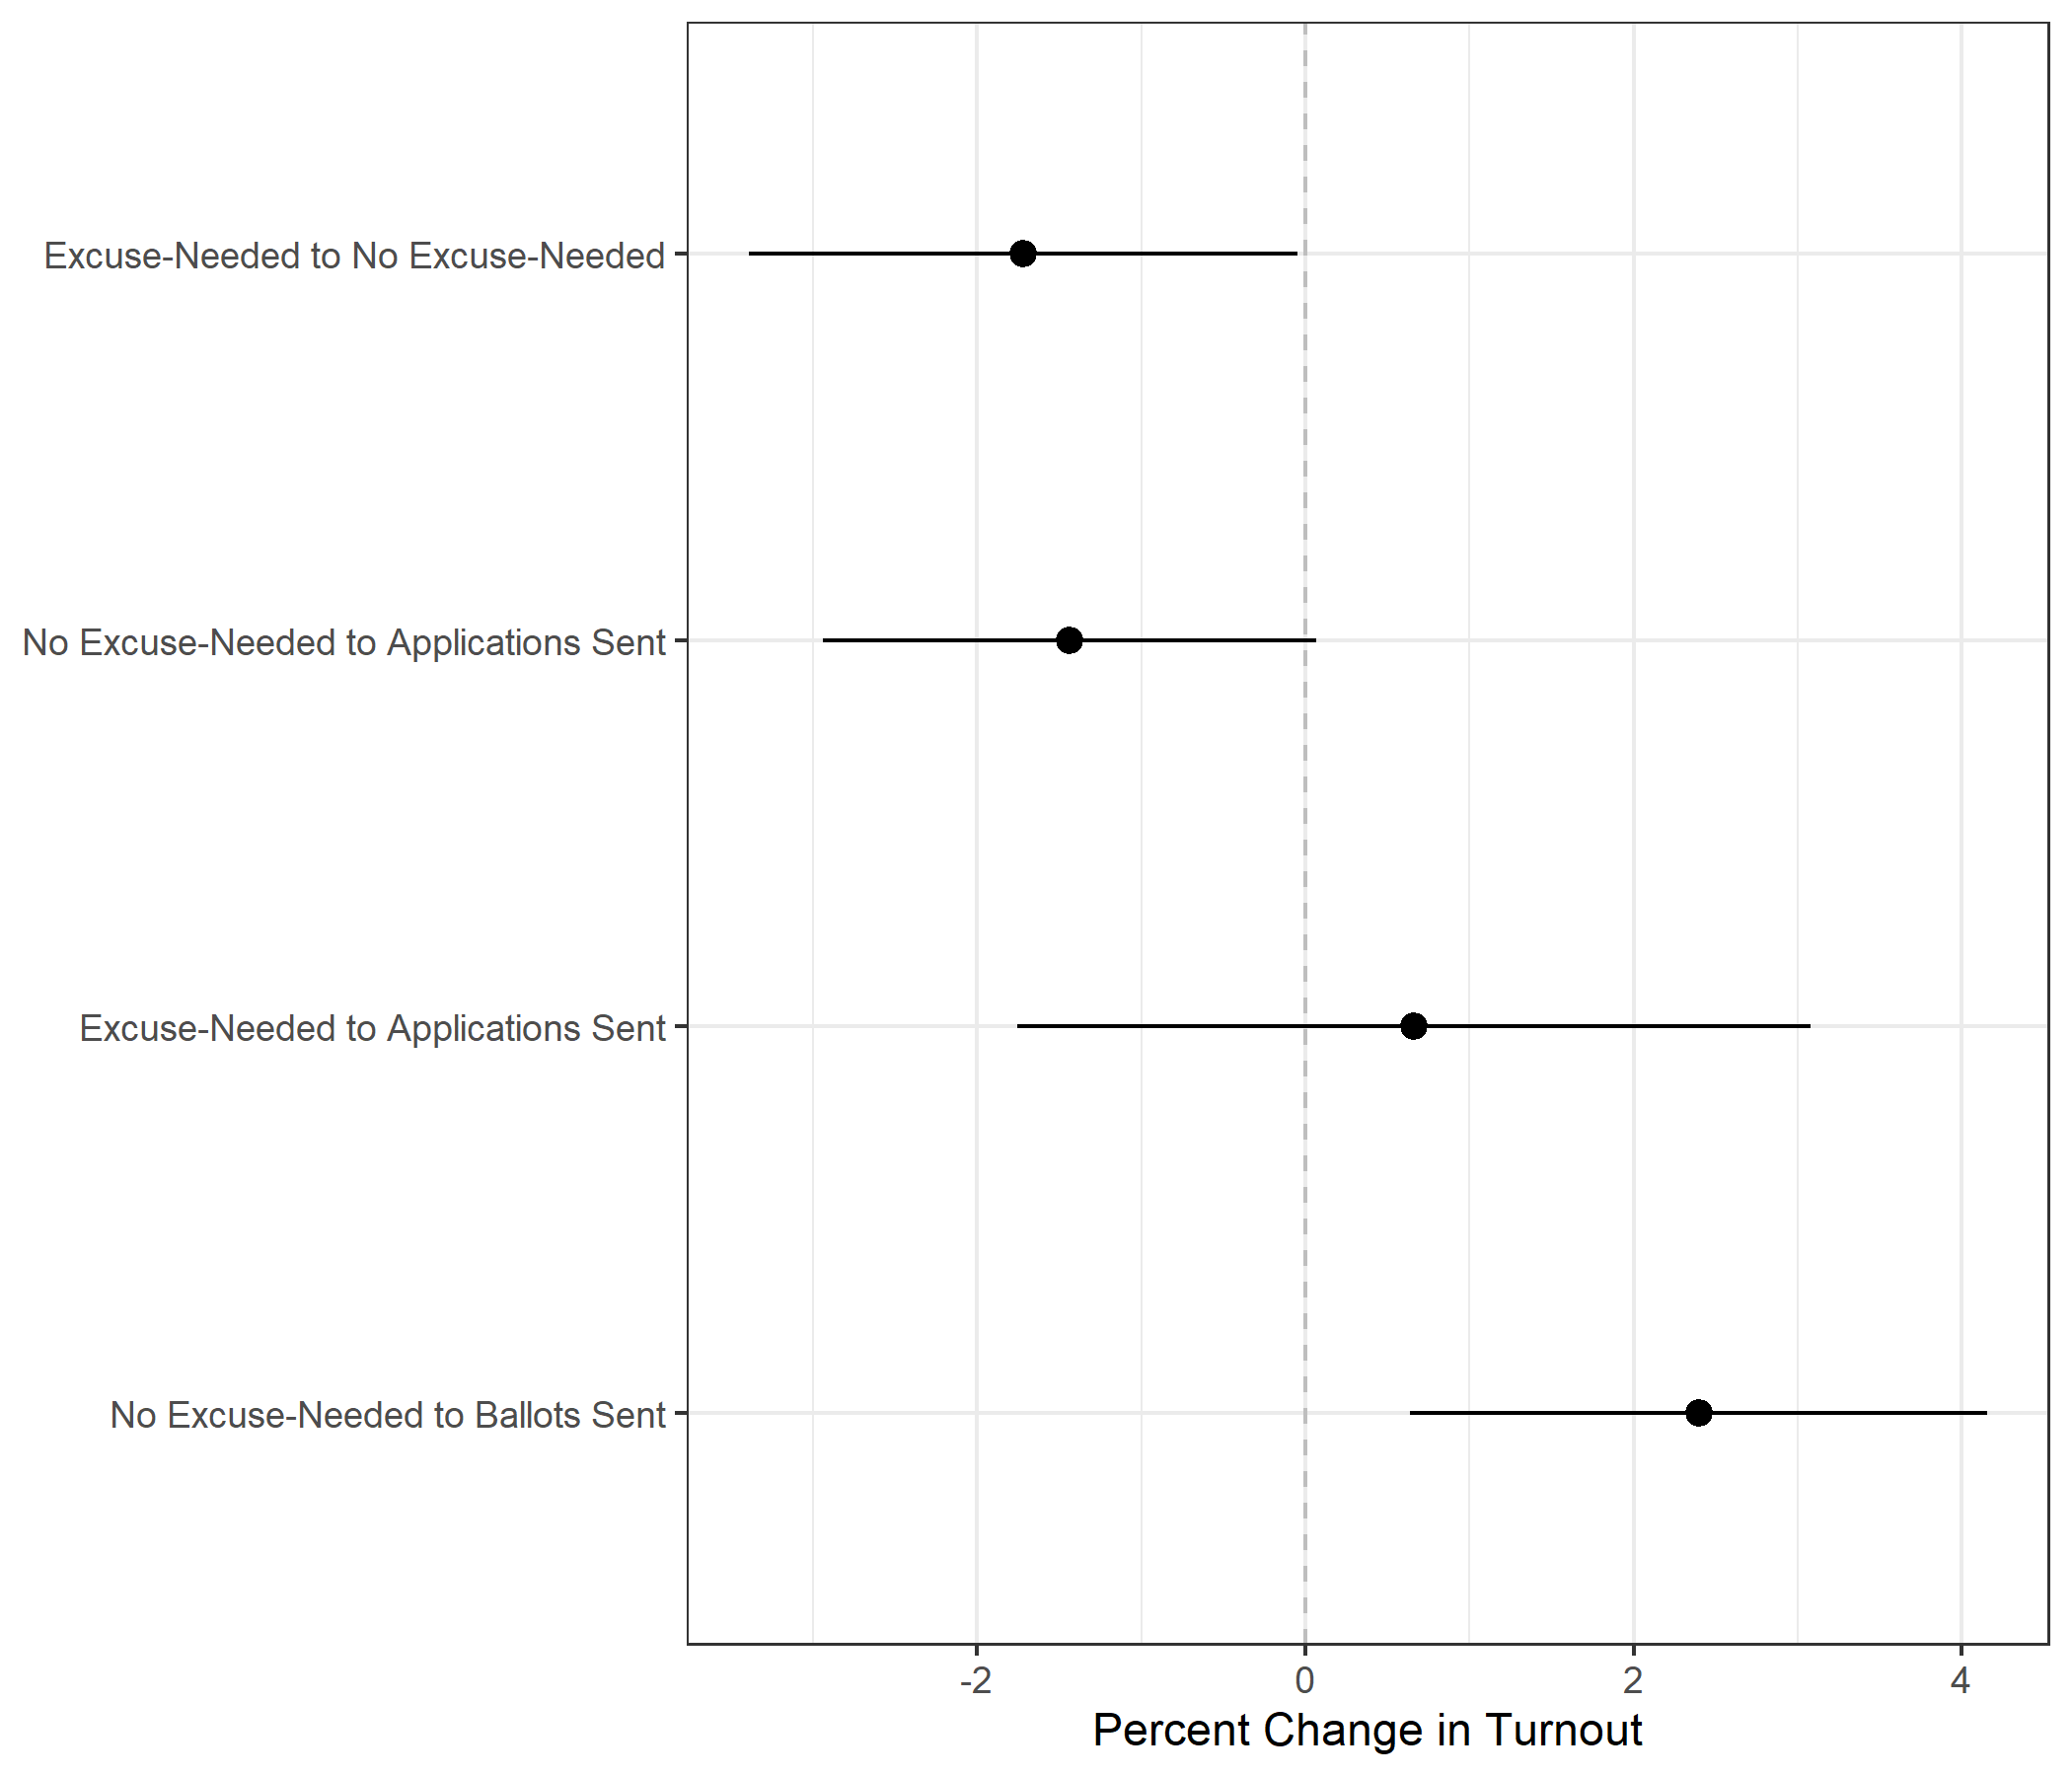 Excuse-Needed to No Excuse-Needed
No Excuse-Needed to Applications Sent
Excuse-Needed to Applications Sent
No Excuse-Needed to Ballots Sent
-2 0 2 4
Percent Change in Turnout